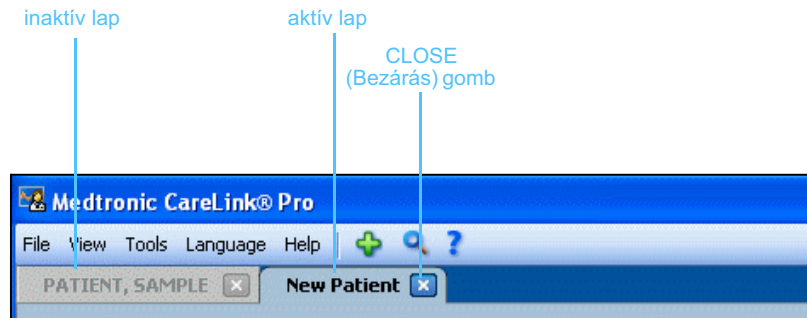 inaktív lap
aktív lap
CLOSE
(Bezárás) gomb
Medtronic CareLink® Pro
File View Tools Language Help
PATIENT, SAMPLE
New Patient